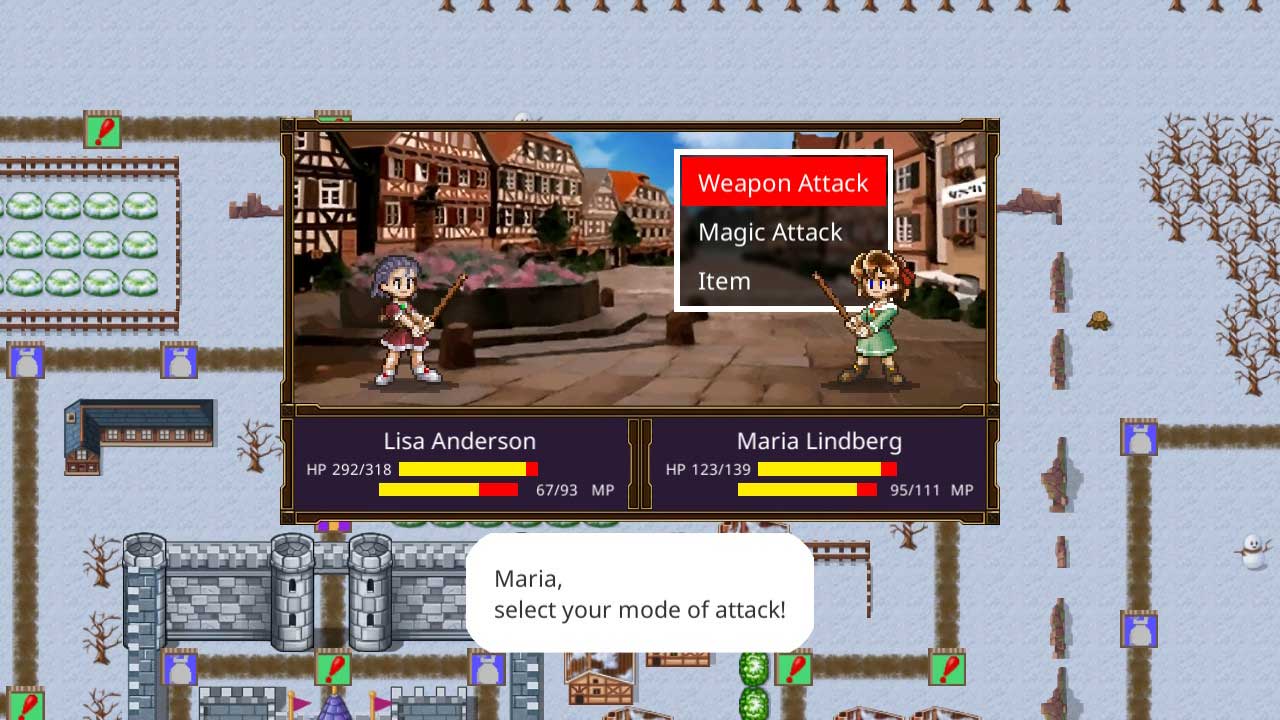 Weapon Attack
Magic Attack
Item
Lisa Anderson
HP 292/318
67/93 MP
Maria Lindberg
HP 123/139
95/111 MP
Maria,
select your mode of attack!